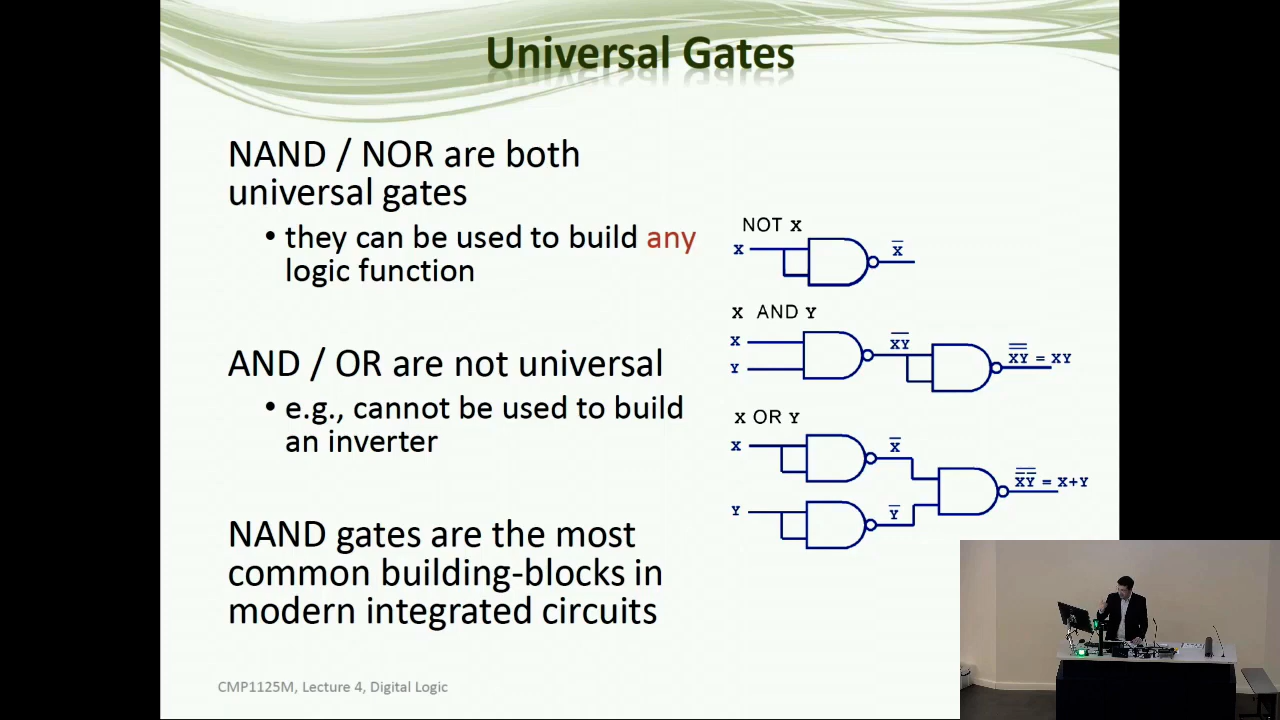 Universal Gates
NAND / NOR are both
universal gates
• they can be used to build any
logic function
AND / OR are not universal
• e.g., cannot be used to build
an inverter
NAND gates are the most
common building-blocks in
modern integrated circuits
NOT X
X
X̅
X AND Y
X
Y
X̅Y̅
X̿Y̿ = XY
X OR Y
X
X̅
Y
Y̅
X̿Y̿ = X+Y
CMP1125M, Lecture 4, Digital Logic